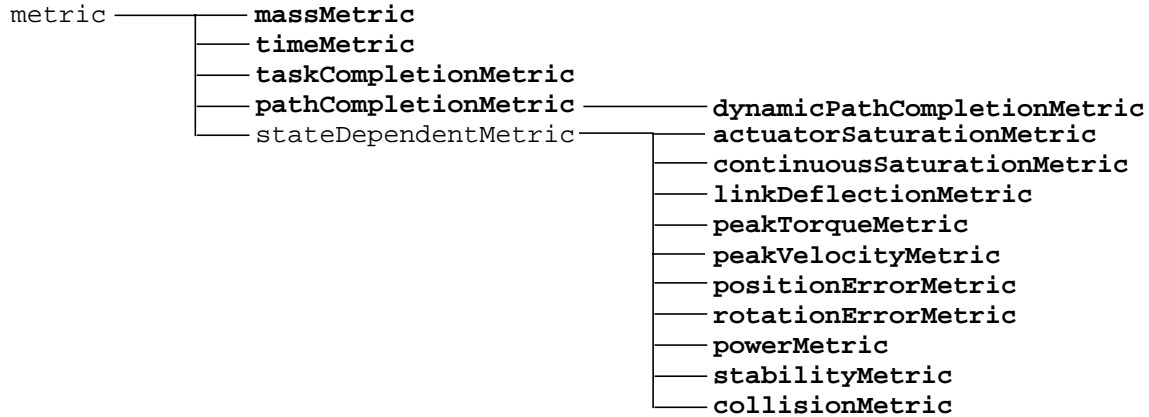 metric massMetric
timeMetric
taskCompletionMetric
pathCompletionMetric dynamicPathCompletionMetric
stateDependentMetric actuatorSaturationMetric
continuousSaturationMetric
linkDeflectionMetric
peakTorqueMetric
peakVelocityMetric
positionErrorMetric
rotationErrorMetric
powerMetric
stabilityMetric
collisionMetric